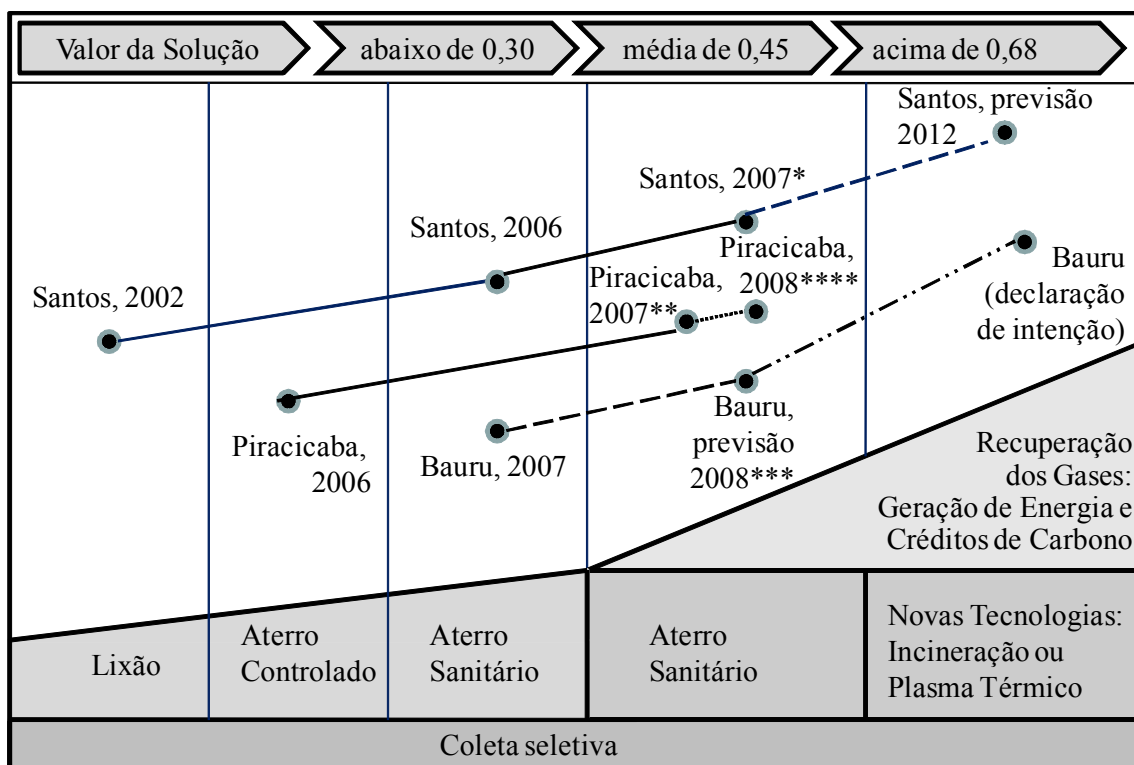 Valor da Solução
abaixo de 0,30
média de 0,45
acima de 0,68
Santos, previsão
2012
Santos, 2007*
Santos, 2006
Santos, 2002
Piracicaba,
2008****
Piracicaba,
2007**
Bauru
(declaração
de intenção)
Piracicaba,
2006
Bauru, 2007
Bauru,
previsão
2008***
Recuperação
dos Gases:
Geração de Energia e
Créditos de Carbono
Lixão
Aterro
Controlado
Aterro
Sanitário
Aterro
Sanitário
Novas Tecnologias:
Incineração ou
Plasma Térmico
Coleta seletiva